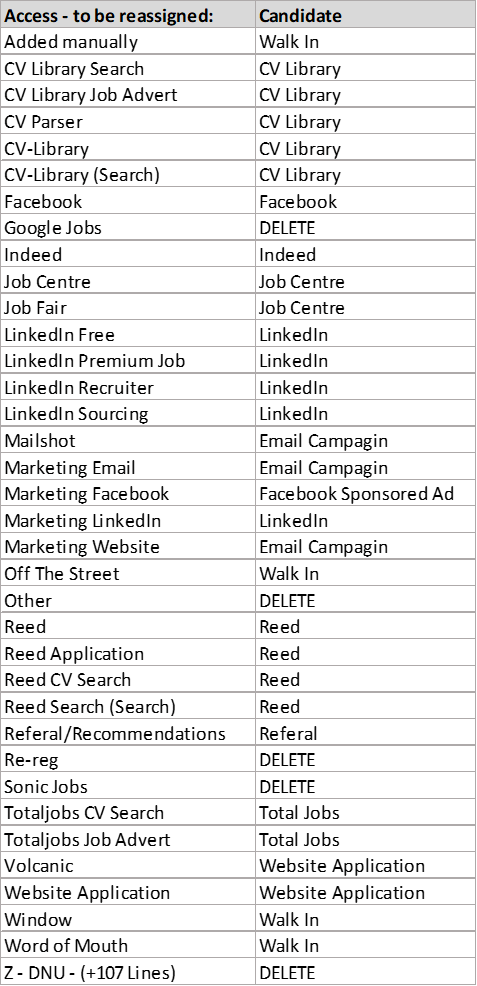 Access - to be reassigned: Candidate
Added manually Walk In
CV Library Search CV Library
CV Library Job Advert CV Library
CV Parser CV Library
CV-Library CV Library
CV-Library (Search) CV Library
Facebook Facebook
Google Jobs DELETE
Indeed Indeed
Job Centre Job Centre
Job Fair Job Centre
LinkedIn Free LinkedIn
LinkedIn Premium Job LinkedIn
LinkedIn Recruiter LinkedIn
LinkedIn Sourcing LinkedIn
Mailshot Email Campagin
Marketing Email Email Campagin
Marketing Facebook Facebook Sponsored Ad
Marketing LinkedIn LinkedIn
Marketing Website Email Campagin
Off The Street Walk In
Other DELETE
Reed Reed
Reed Application Reed
Reed CV Search Reed
Reed Search (Search) Reed
Referal/Recommendations Referal
Re-reg DELETE
Sonic Jobs DELETE
Totaljobs CV Search Total Jobs
Totaljobs Job Advert Total Jobs
Volcanic Website Application
Website Application Website Application
Window Walk In
Word of Mouth Walk In
Z - DNU - (+107 Lines) DELETE